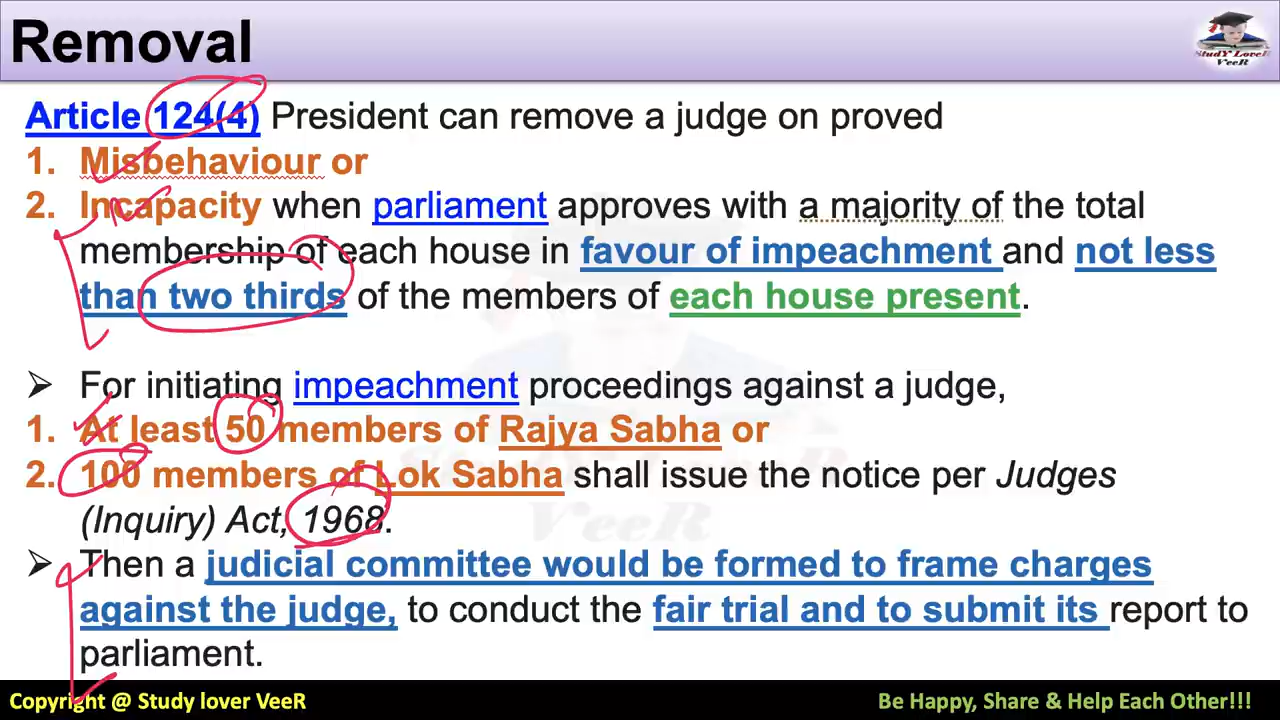 Removal
StudY LoveR
VeeR
Article 124(4) President can remove a judge on proved
1. Misbehaviour or
2. Incapacity when parliament approves with a majority of the total
membership of each house in favour of impeachment and not less
than two thirds of the members of each house present.
➢ For initiating impeachment proceedings against a judge,
1. At least 50 members of Rajya Sabha or
2. 100 members of Lok Sabha shall issue the notice per Judges
(Inquiry) Act, 1968.
➢ Then a judicial committee would be formed to frame charges
against the judge, to conduct the fair trial and to submit its report to
parliament.
Copyright @ Study lover VeeR
Be Happy, Share & Help Each Other!!!